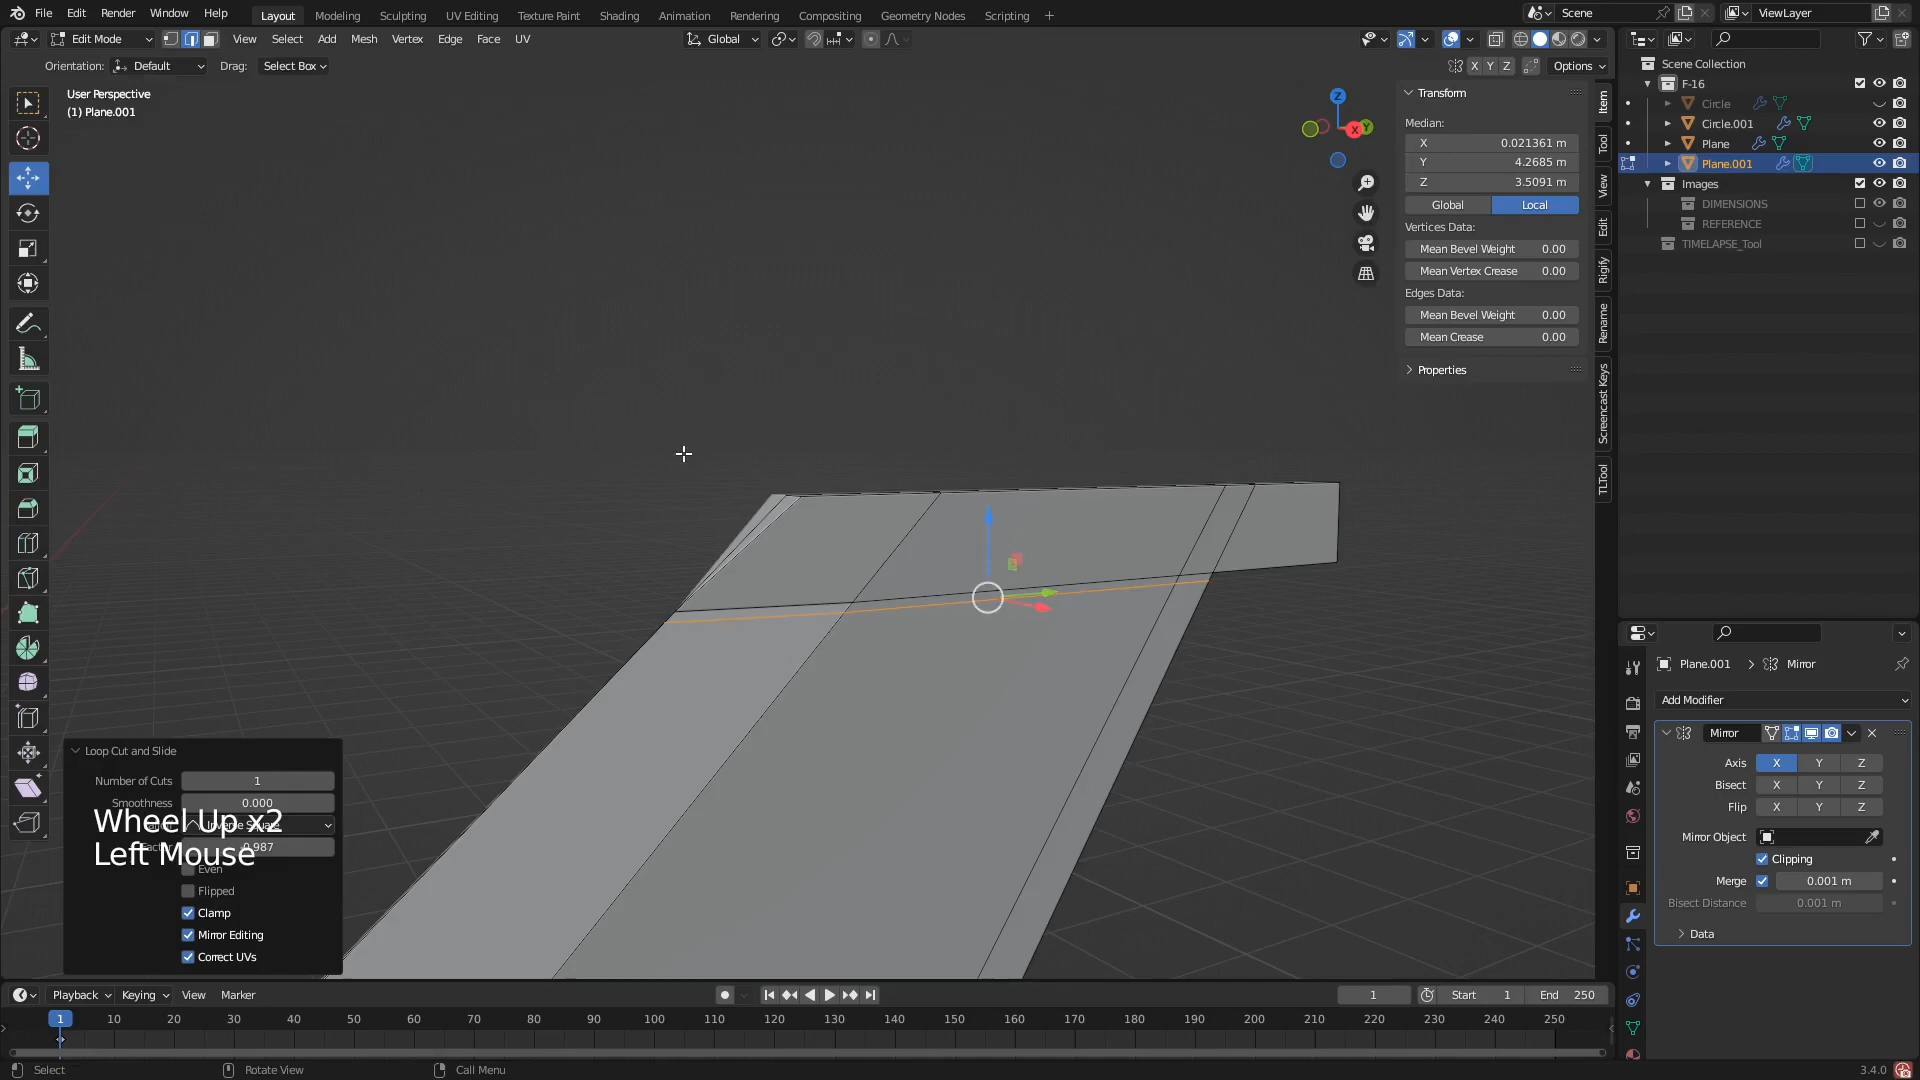 File Edit Render Window Help Layout Modeling Sculpting UV Editing Texture Paint Shading Animation Rendering Compositing Geometry Nodes Scripting + Scene ViewLayer
Edit Mode View Select Add Mesh Vertex Edge Face UV Global
Orientation: Default Drag: Select Box X Y Z Options
User Perspective
(1) Plane.001
Z
X
Y
Transform
Median:
X 0.021361 m
Y 4.2685 m
Z 3.5091 m
Global Local
Vertices Data:
Mean Bevel Weight 0.00
Mean Vertex Crease 0.00
Edges Data:
Mean Bevel Weight 0.00
Mean Crease 0.00
Properties
Item
Tool
View
Edit
Rigify
Rename
Screencast Keys
TLTool
Scene Collection
F-16
Circle
Circle.001
Plane
Plane.001
Images
DIMENSIONS
REFERENCE
TIMELAPSE_Tool
Plane.001 > Mirror
Add Modifier
Mirror
Axis X Y Z
Bisect X Y Z
Flip X Y Z
Mirror Object
Clipping
Merge 0.001 m
Bisect Distance 0.001 m
Data
Loop Cut and Slide
Number of Cuts 1
Smoothness 0.000
Inverse Square
Wheel Up x2
Left Mouse
Even
Flipped
Clamp
Mirror Editing
Correct UVs
Playback Keying View Marker 1 Start 1 End 250
1 10 20 30 40 50 60 70 80 90 100 110 120 130 140 150 160 170 180 190 200 210 220 230 240 250
Select Rotate View Call Menu 3.4.0